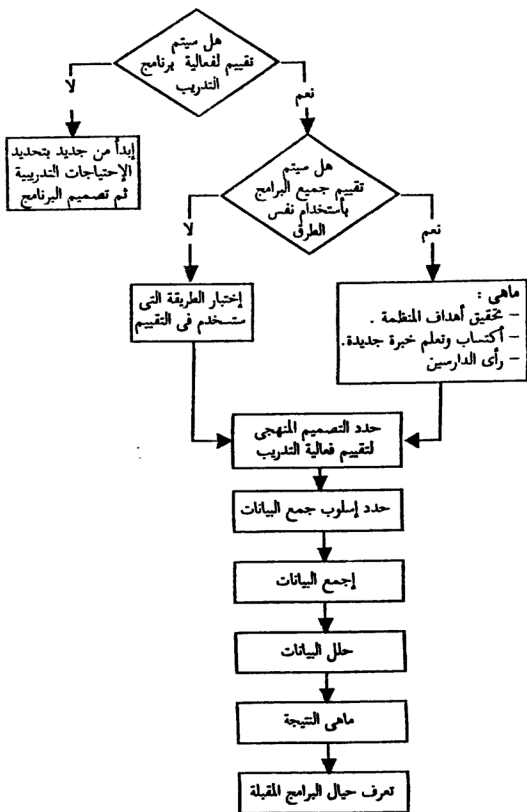 هل سيتم
تقييم لفعالية برنامج
التدريب
لا
نعم
إبدأ من جديد بتحديد
الإحتياجات التدريبية
ثم تصميم البرنامج
هل سيتم
تقييم جميع البرامج
بأستخدام نفس
الطرق
لا
نعم
إختبار الطريقة التى
ستسخدم فى التقييم
ماهى :
– تحقيق أهداف المنظمة .
– أكتساب وتعلم خبرة جديدة.
– رأى الدارسين
حدد التصميم المنهجى
لتقييم فعالية التدريب
حدد إسلوب جمع البيانات
إجمع البيانات
حلل البيانات
ماهى النتيجة
تعرف حيال البرامج المقبلة